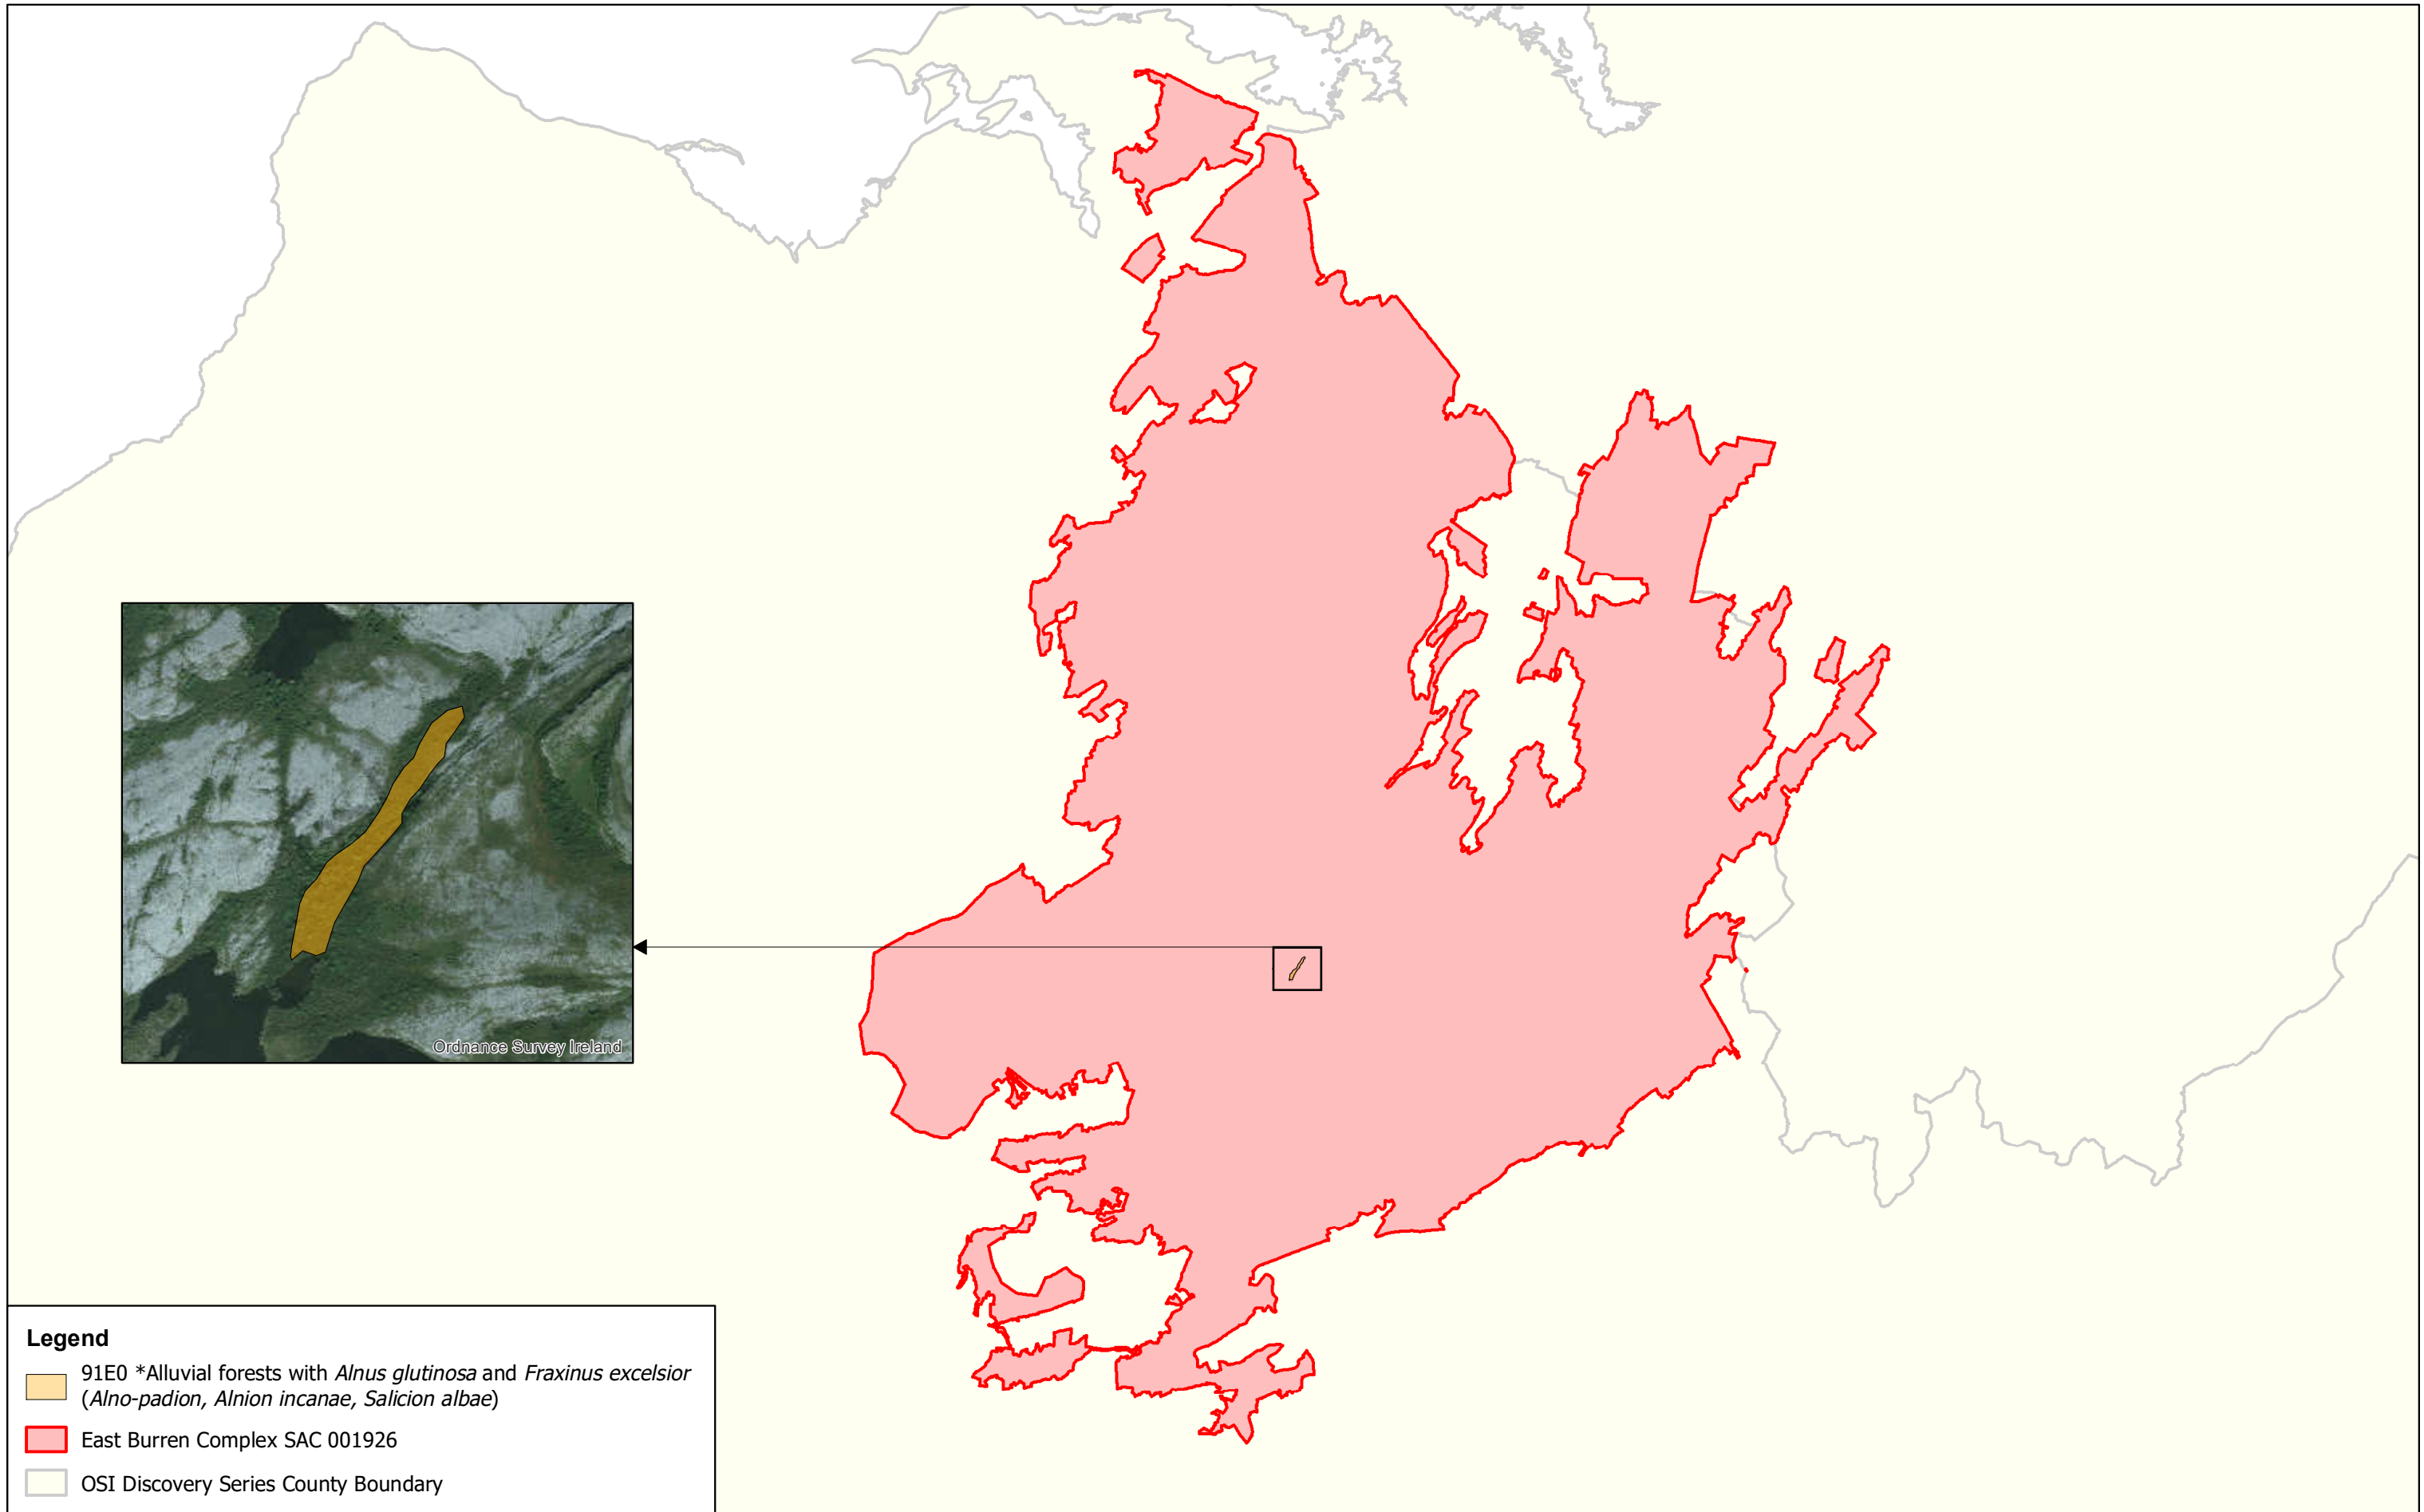 Ordnance Survey Ireland
Legend
91E0 *Alluvial forests with Alnus glutinosa and Fraxinus excelsior
(Alno-padion, Alnion incanae, Salicion albae)
East Burren Complex SAC 001926
OSI Discovery Series County Boundary